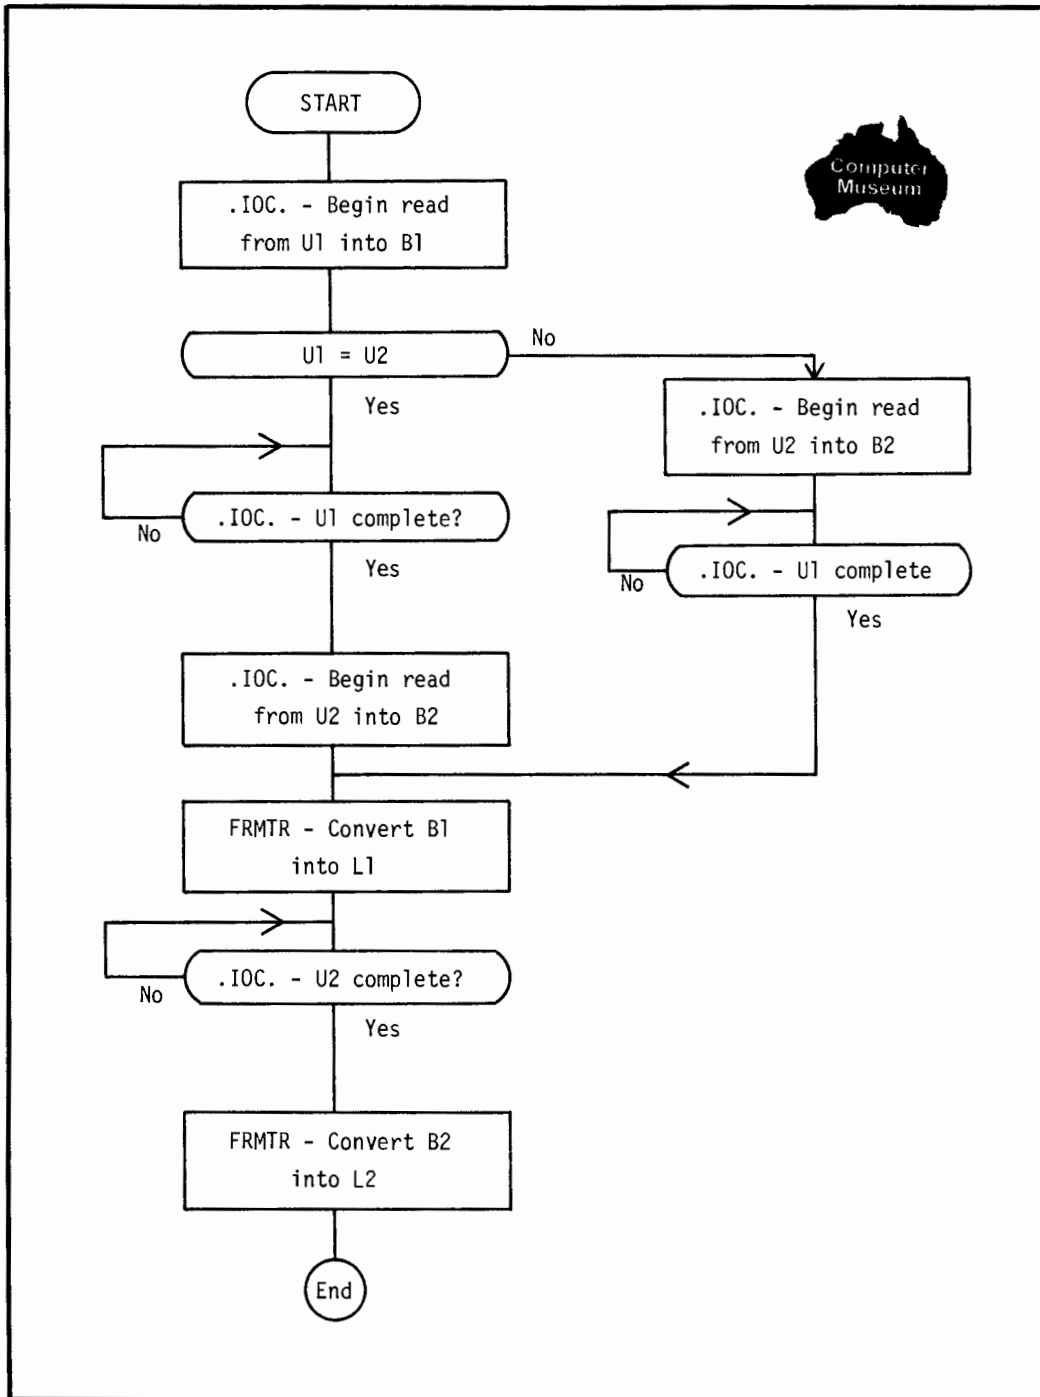 START
Computer
Museum
.IOC. - Begin read
from U1 into B1
U1 = U2
No
Yes
.IOC. - Begin read
from U2 into B2
.IOC. - U1 complete?
No
Yes
.IOC. - U1 complete
No
Yes
.IOC. - Begin read
from U2 into B2
FRMTR - Convert B1
into L1
.IOC. - U2 complete?
No
Yes
FRMTR - Convert B2
into L2
End